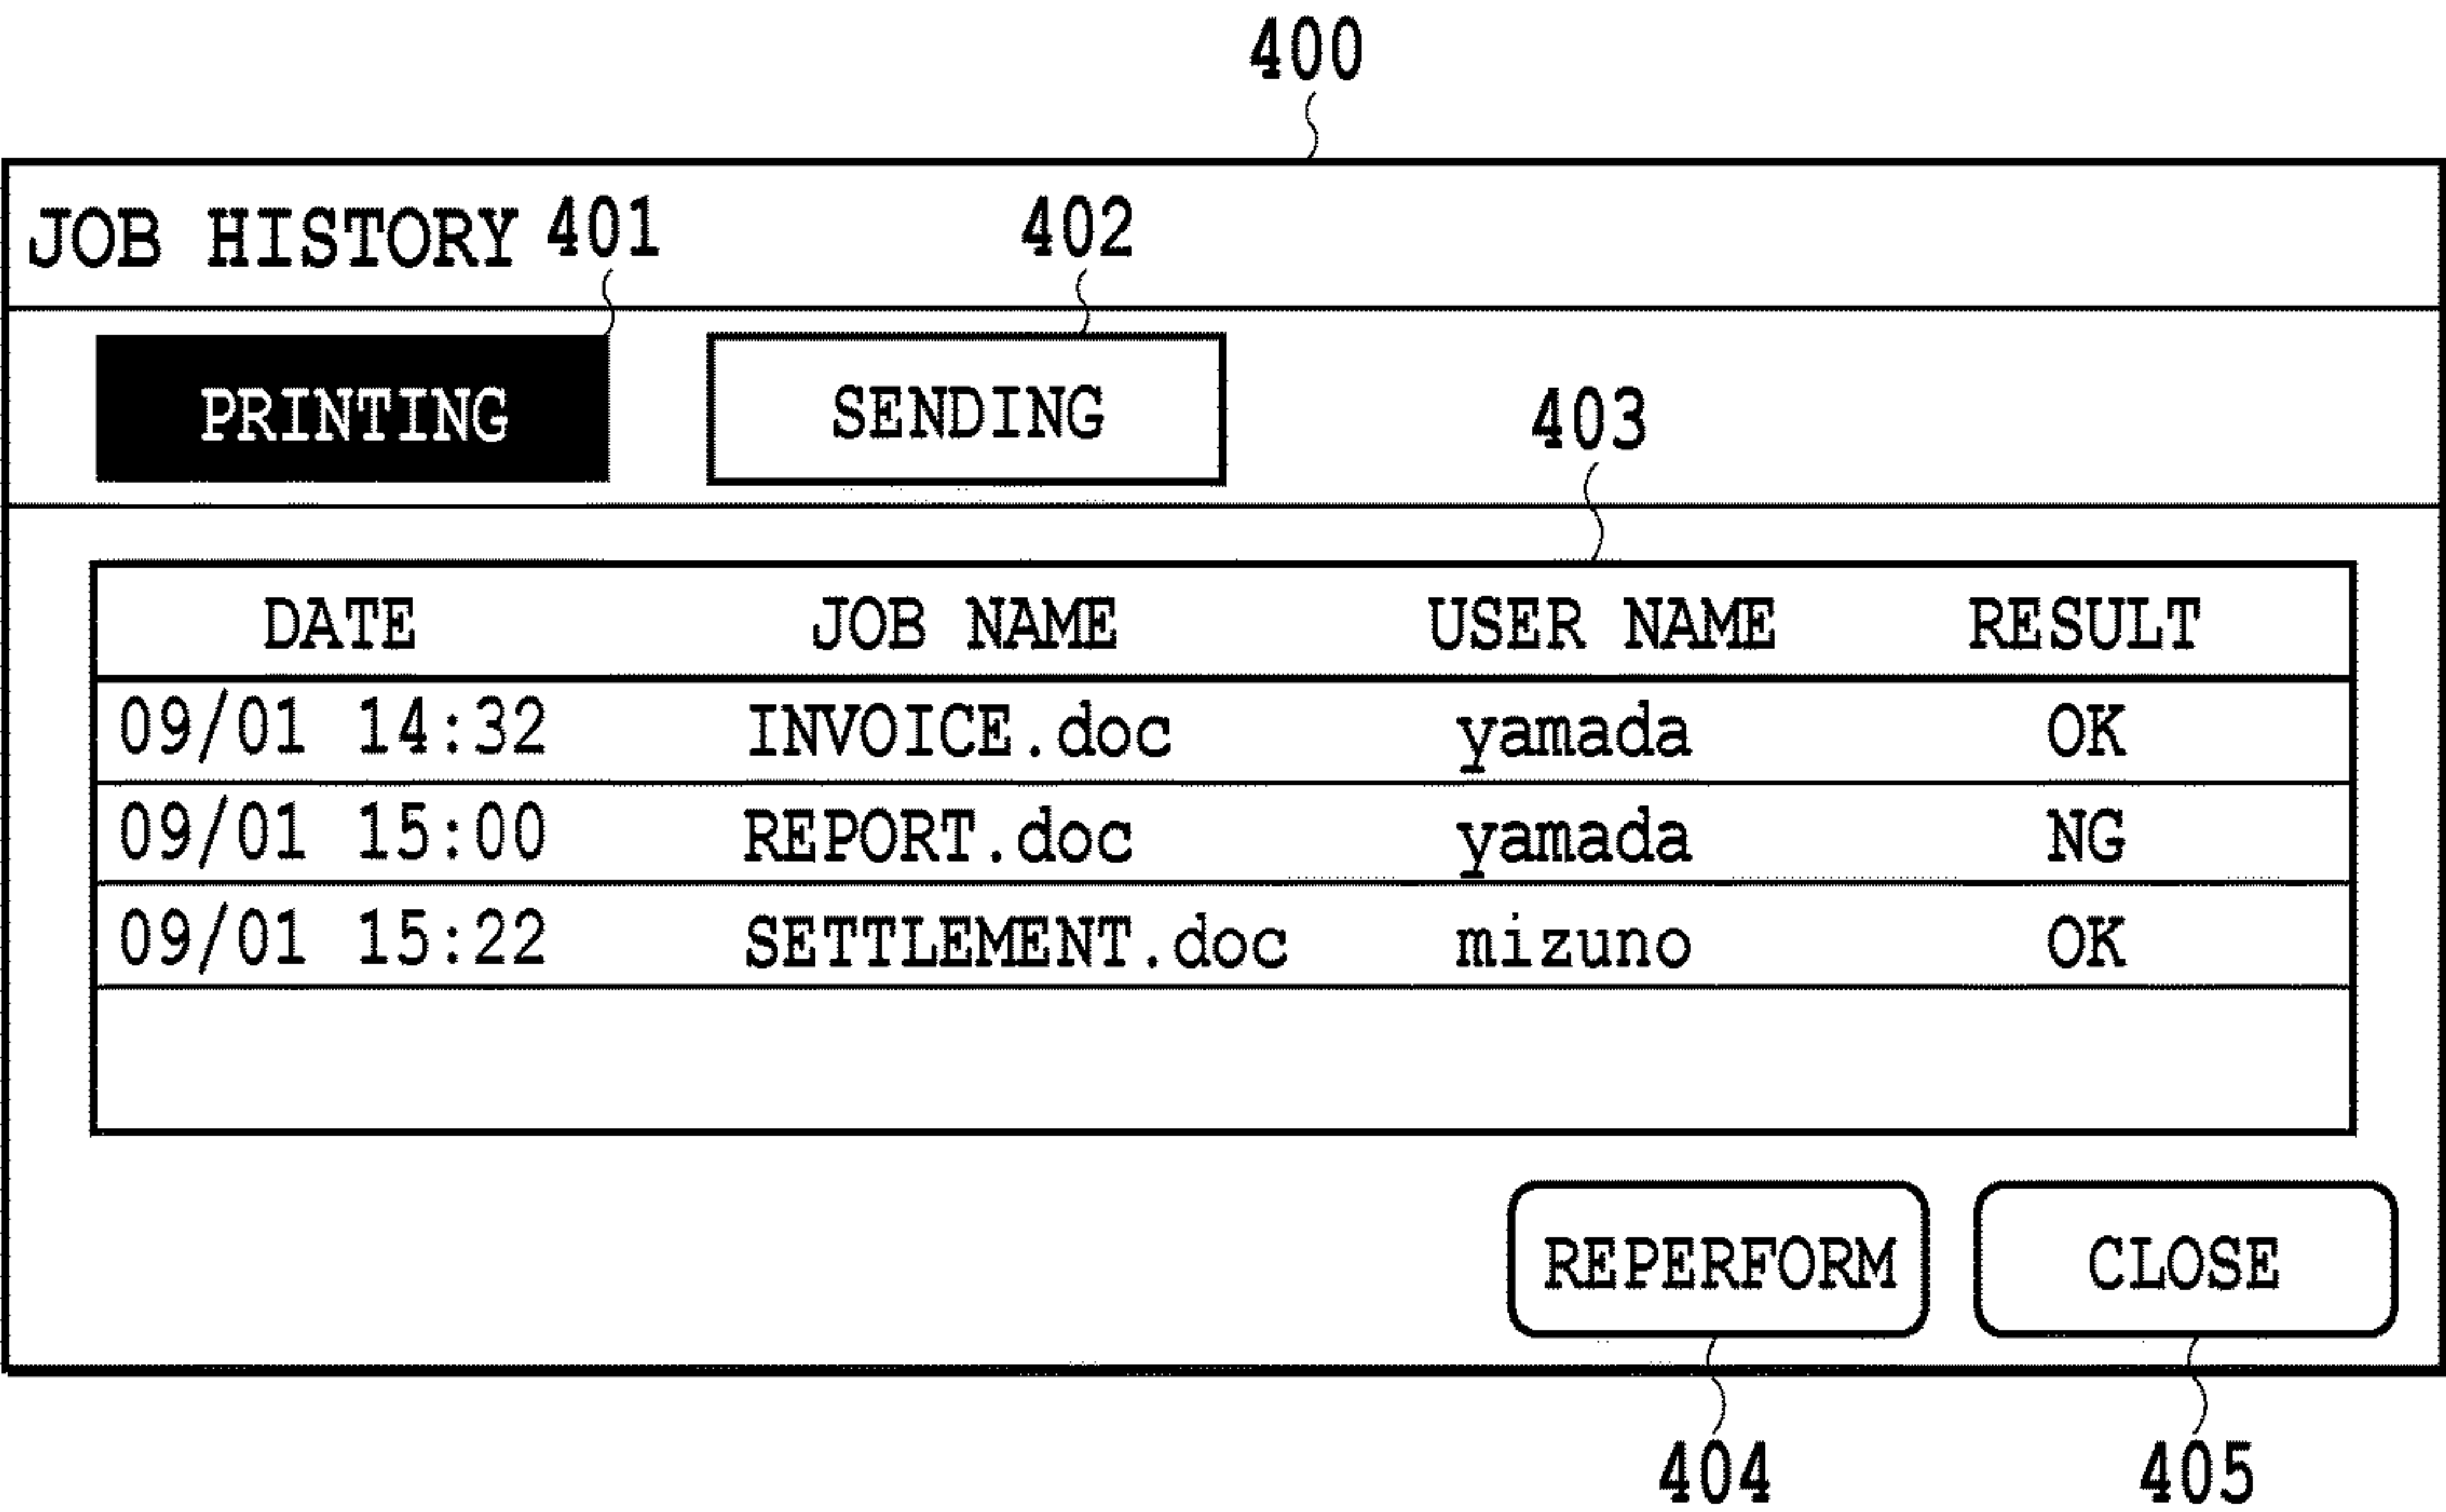 400
JOB HISTORY 401 402
PRINTING SENDING 403
DATE JOB NAME USER NAME RESULT
09/01 14:32 INVOICE.doc yamada OK
09/01 15:00 REPORT.doc yamada NG
09/01 15:22 SETTLEMENT.doc mizuno OK
REPERFORM CLOSE
404 405